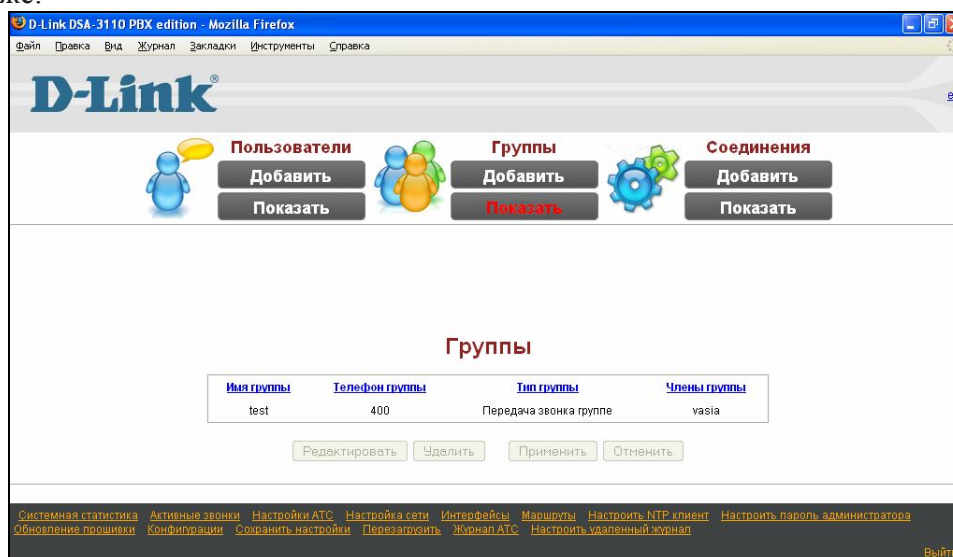 D-Link DSA-3110 PBX edition - Mozilla Firefox
Файл Правка Вид Журнал Закладки Инструменты Справка
D-Link®
Пользователи Группы Соединения
Добавить Добавить Добавить
Показать Показать Показать
Группы
Имя группы Телефон группы Тип группы Члены группы
test 400 Передача звонка группе vasia
Редактировать Удалить Применить Отменить
Системная статистика Активные звонки Настройки АТС Настройка сети Интерфейсы Маршруты Настроить NTP клиент Настроить пароль администратора
Обновление прошивки Конфигурации Сохранить настройки Перезагрузить Журнал АТС Настроить удаленный журнал